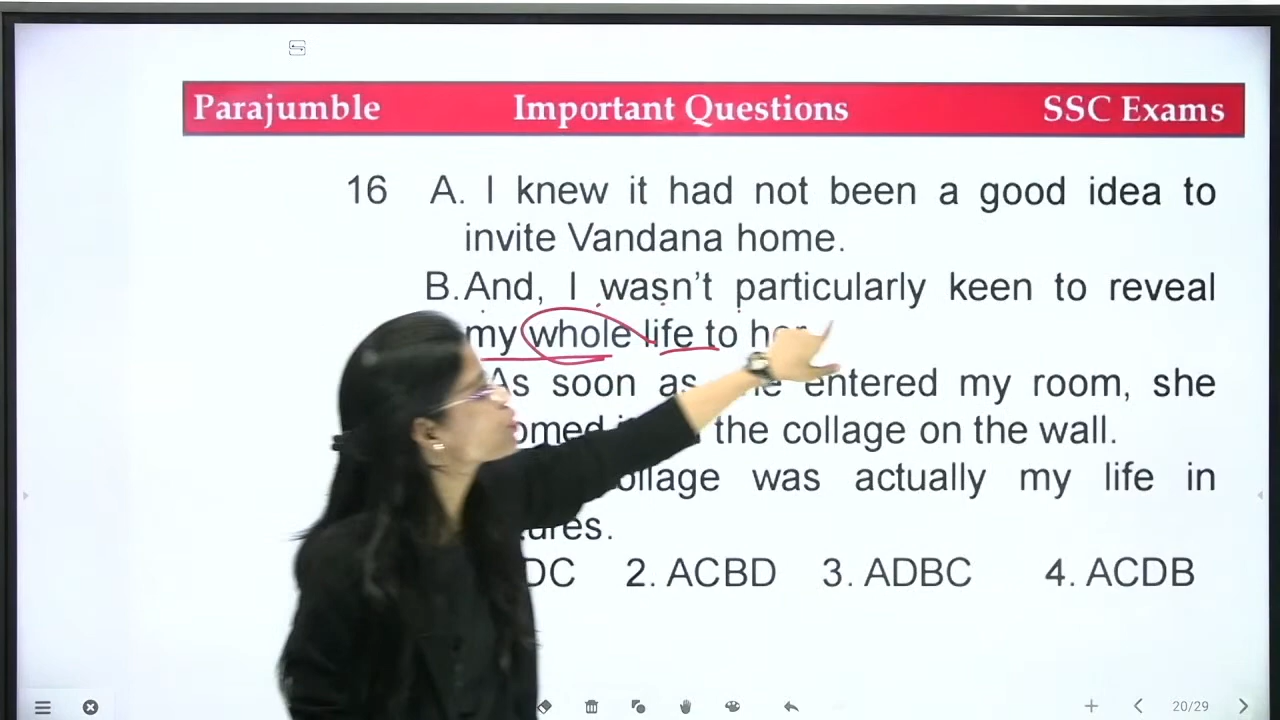 Parajumble Important Questions SSC Exams
16 A. I knew it had not been a good idea to
invite Vandana home.
B. And, I wasn't particularly keen to reveal
my whole life to
As soon as entered my room, she
the collage on the wall.
was actually my life in
DC 2. ACBD 3. ADBC 4. ACDB
20/29